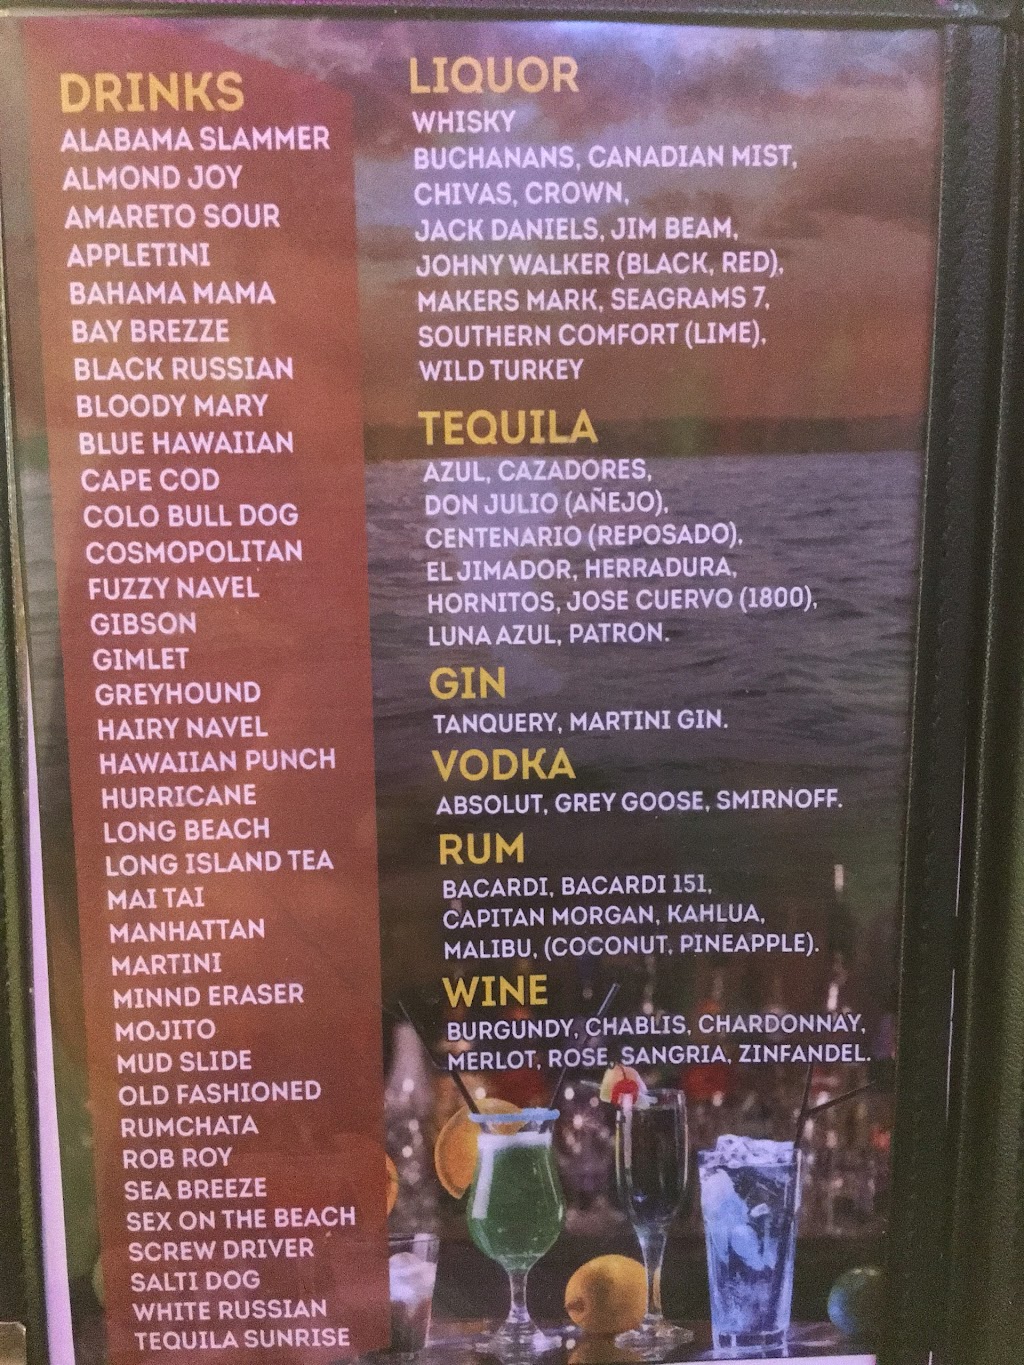 DRINKS
ALABAMA SLAMMER
ALMOND JOY
AMARETO SOUR
APPLETINI
BAHAMA MAMA
BAY BREZZE
BLACK RUSSIAN
BLOODY MARY
BLUE HAWAIIAN
CAPE COD
COLO BULL DOG
COSMOPOLITAN
FUZZY NAVEL
GIBSON
GIMLET
GREYHOUND
HAIRY NAVEL
HAWAIIAN PUNCH
HURRICANE
LONG BEACH
LONG ISLAND TEA
MAI TAI
MANHATTAN
MARTINI
MINND ERASER
MOJITO
MUD SLIDE
OLD FASHIONED
RUMCHATA
ROB ROY
SEA BREEZE
SEX ON THE BEACH
SCREW DRIVER
SALTI DOG
WHITE RUSSIAN
TEQUILA SUNRISE
LIQUOR
WHISKY
BUCHANANS, CANADIAN MIST,
CHIVAS, CROWN,
JACK DANIELS, JIM BEAM,
JOHNY WALKER (BLACK, RED),
MAKERS MARK, SEAGRAMS 7,
SOUTHERN COMFORT (LIME),
WILD TURKEY
TEQUILA
AZUL, CAZADORES,
DON JULIO (AÑEJO),
CENTENARIO (REPOSADO),
EL JIMADOR, HERRADURA,
HORNITOS, JOSE CUERVO (1800),
LUNA AZUL, PATRON.
GIN
TANQUERY, MARTINI GIN.
VODKA
ABSOLUT, GREY GOOSE, SMIRNOFF.
RUM
BACARDI, BACARDI 151,
CAPITAN MORGAN, KAHLUA,
MALIBU, (COCONUT, PINEAPPLE).
WINE
BURGUNDY, CHABLIS, CHARDONNAY,
MERLOT, ROSE, SANGRIA, ZINFANDEL.